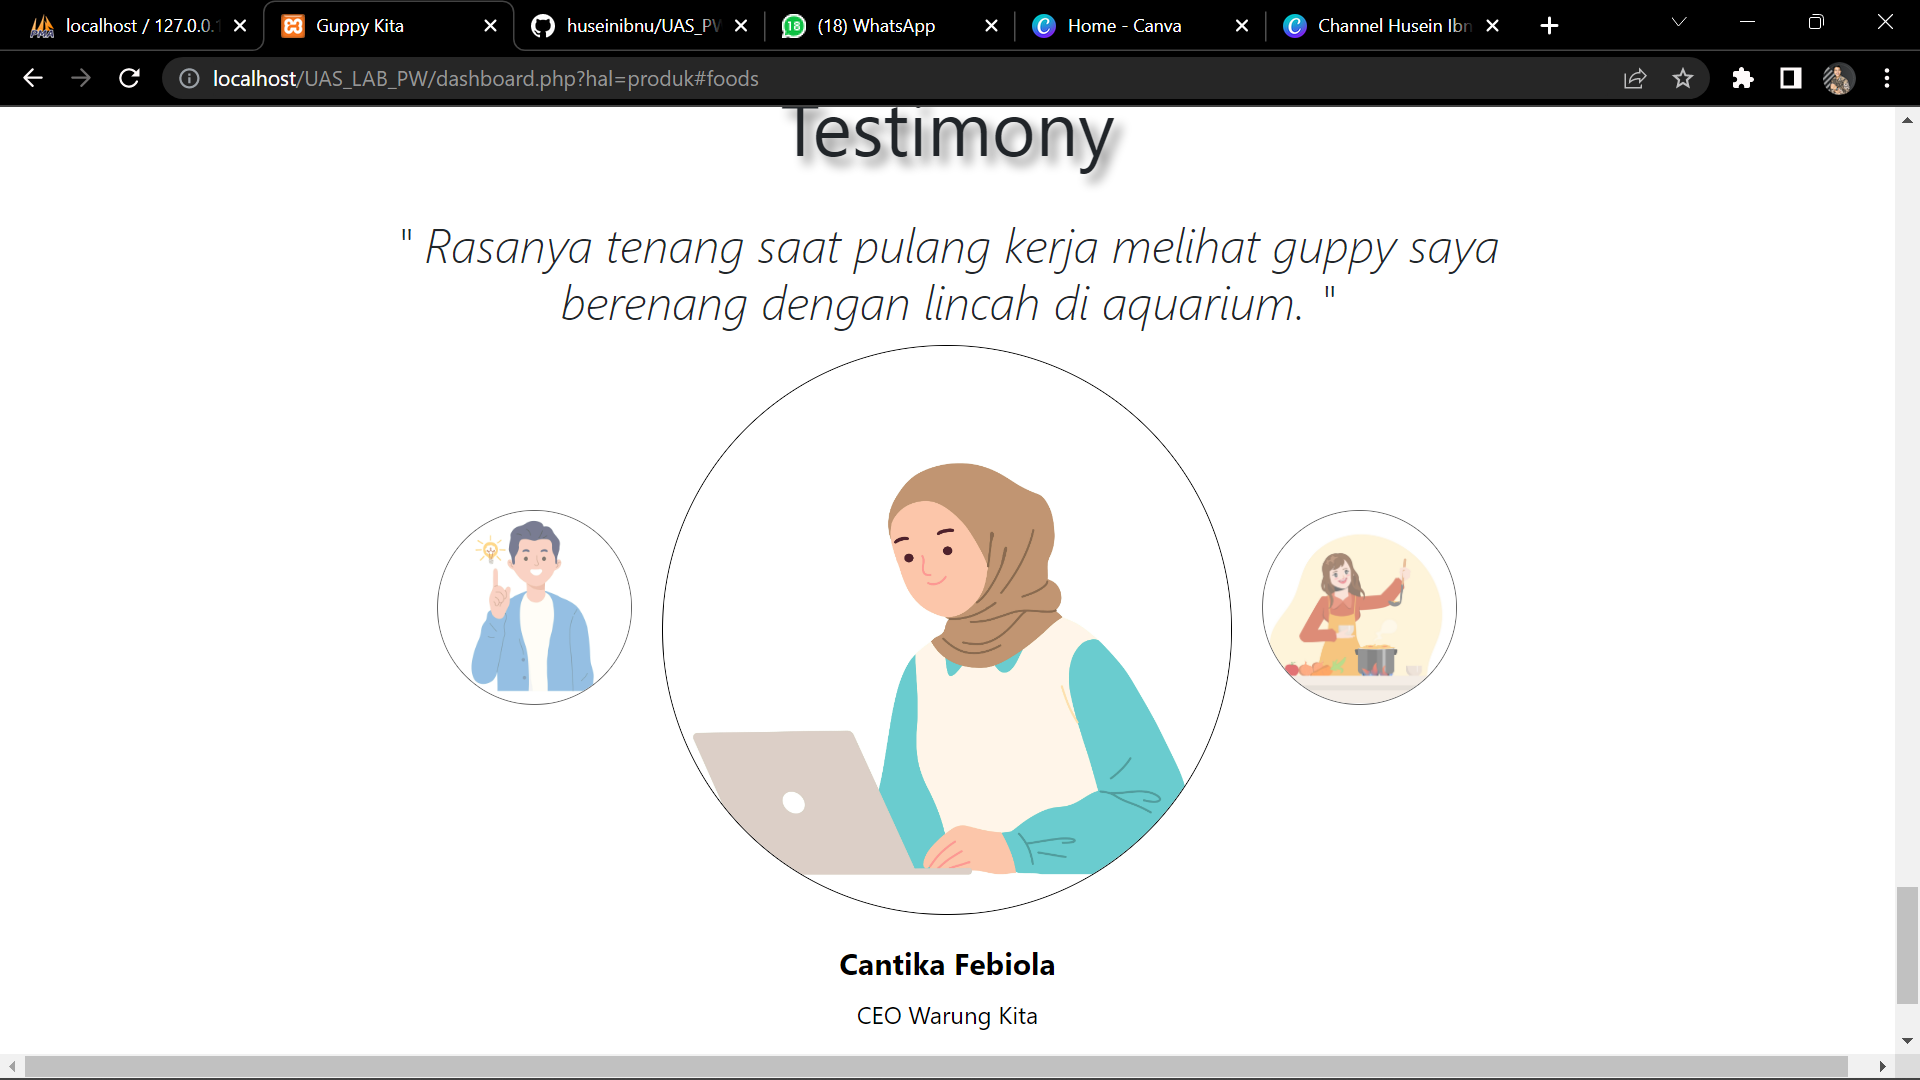 localhost / 127.0.0.1
Guppy Kita
huseinibnu/UAS_PW
18
(18) WhatsApp
Home - Canva
Channel Husein Ibn
localhost/UAS_LAB_PW/dashboard.php?hal=produk#foods
Testimony
" Rasanya tenang saat pulang kerja melihat guppy saya
berenang dengan lincah di aquarium. "
Cantika Febiola
CEO Warung Kita